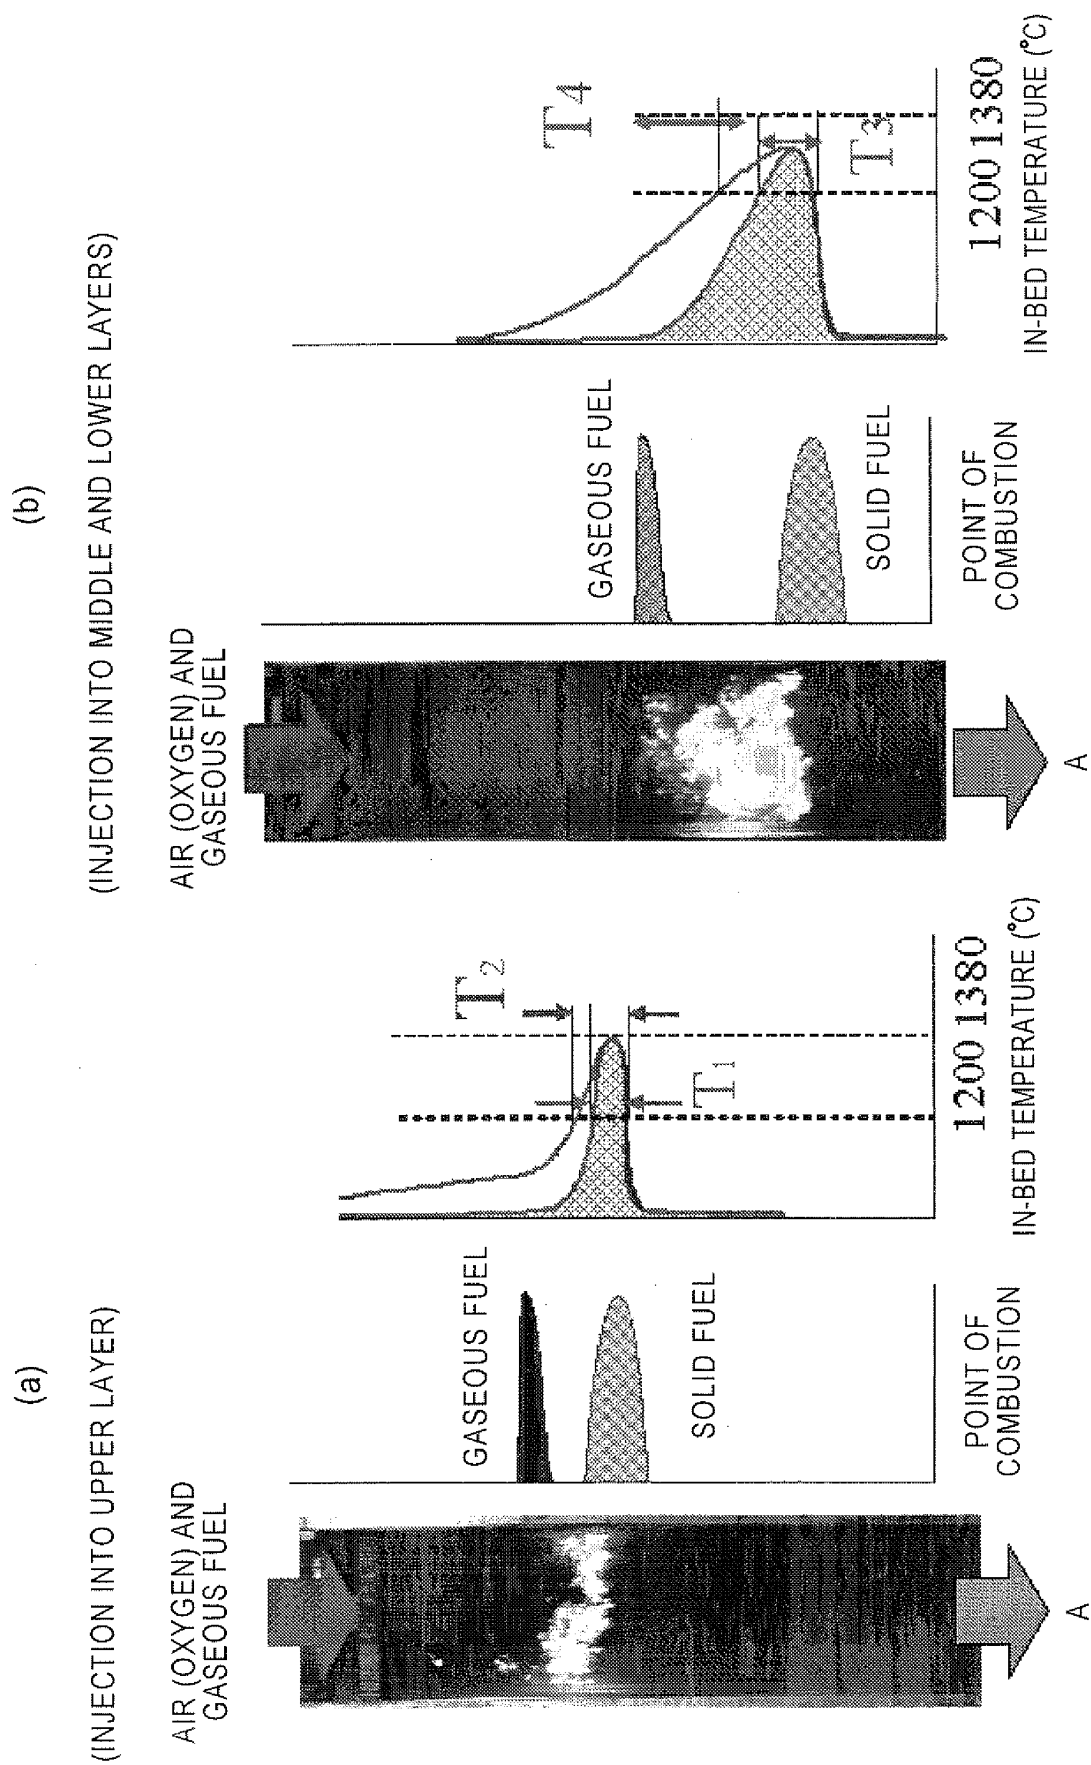 (a)
(INJECTION INTO UPPER LAYER)
AIR (OXYGEN) AND
GASEOUS FUEL
A
GASEOUS FUEL
SOLID FUEL
POINT OF
COMBUSTION
T2
T1
1200 1380
IN-BED TEMPERATURE (°C)
(b)
(INJECTION INTO MIDDLE AND LOWER LAYERS)
AIR (OXYGEN) AND
GASEOUS FUEL
A
GASEOUS FUEL
SOLID FUEL
POINT OF
COMBUSTION
T4
T3
1200 1380
IN-BED TEMPERATURE (°C)